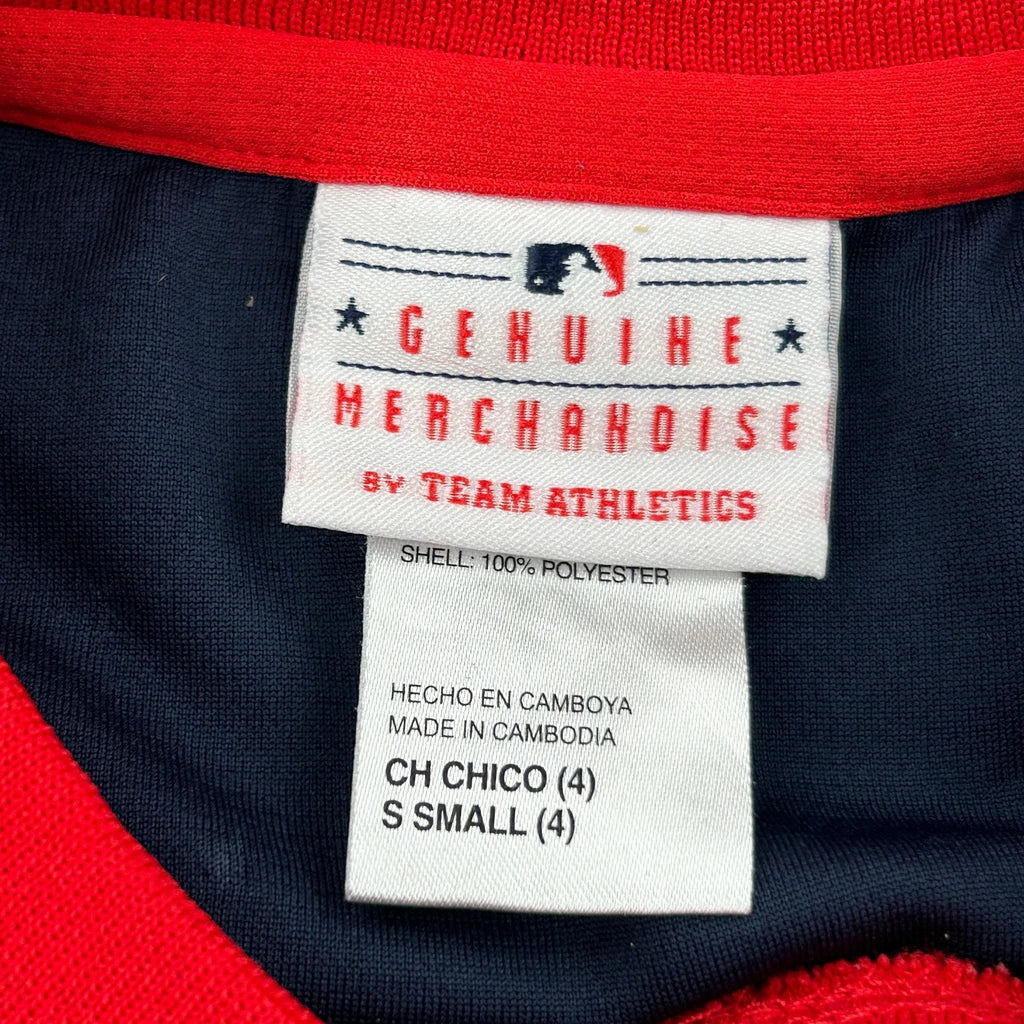 GENUINE
MERCHANDISE
BY TEAM ATHLETICS
SHELL: 100% POLYESTER
HECHO EN CAMBOYA
MADE IN CAMBODIA
CH CHICO (4)
S SMALL (4)